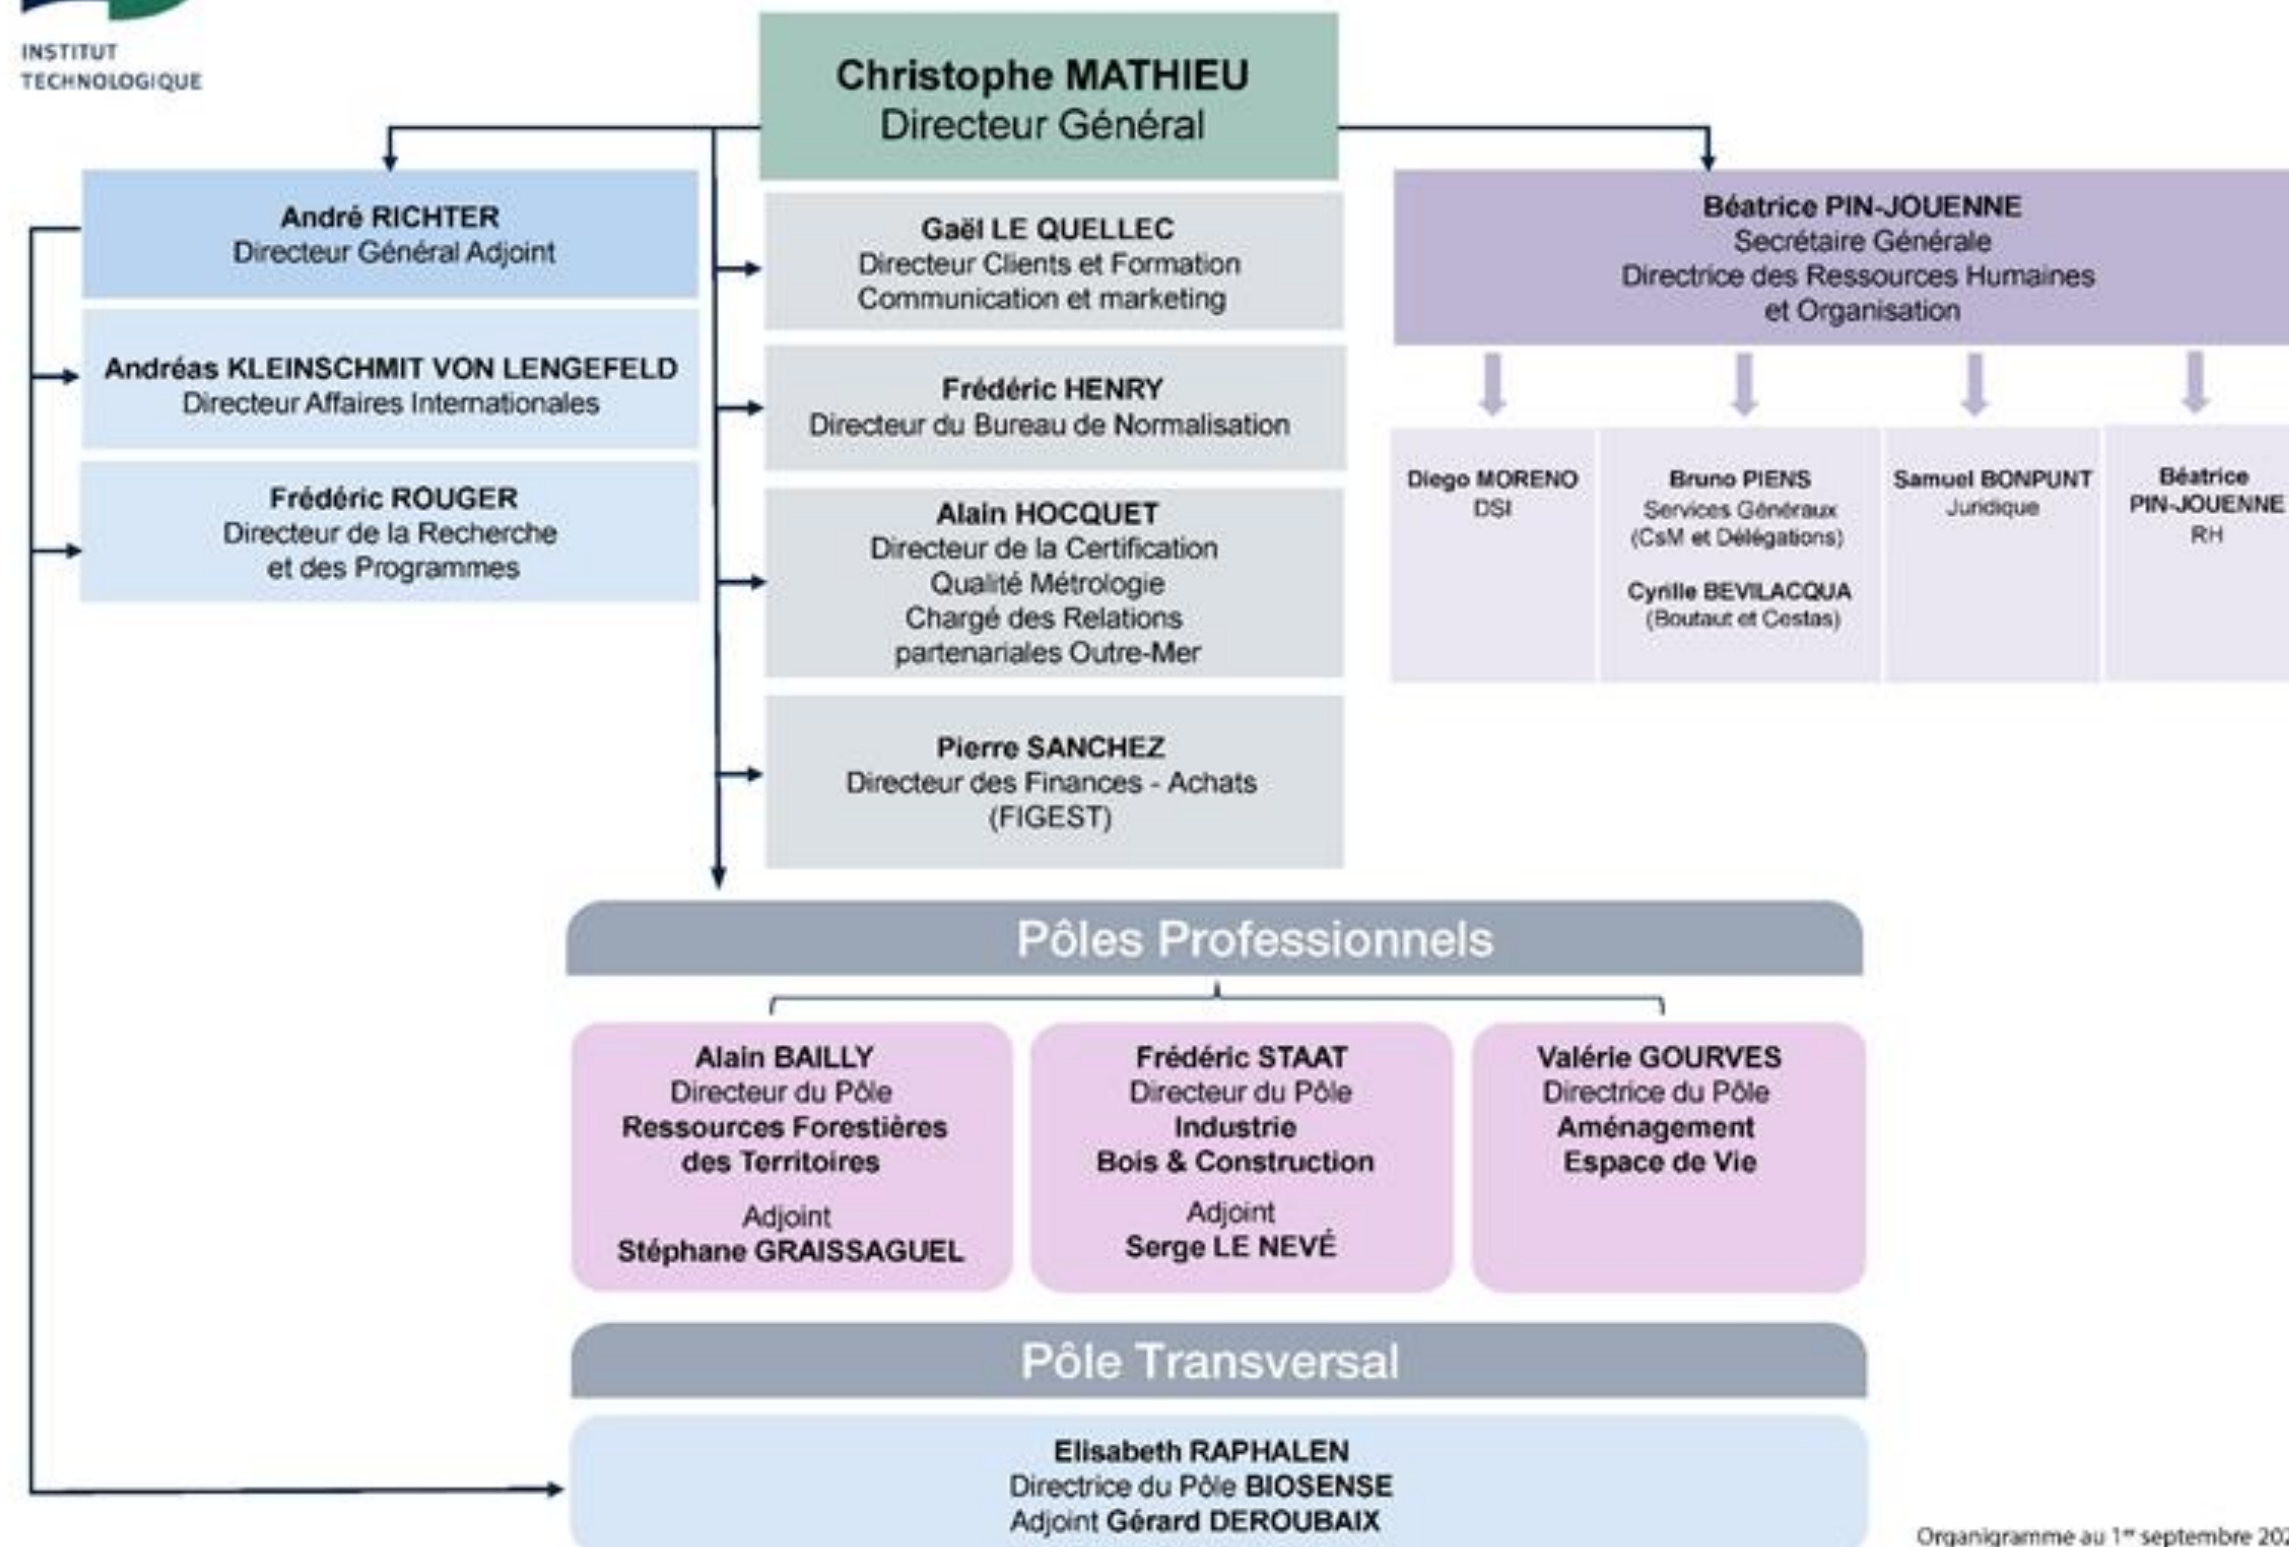 INSTITUT
TECHNOLOGIQUE
Christophe MATHIEU
Directeur Général
André RICHTER
Directeur Général Adjoint
Andréas KLEINSCHMIT VON LENGEFELD
Directeur Affaires Internationales
Frédéric ROUGER
Directeur de la Recherche
et des Programmes
Gaël LE QUELLEC
Directeur Clients et Formation
Communication et marketing
Frédéric HENRY
Directeur du Bureau de Normalisation
Alain HOCQUET
Directeur de la Certification
Qualité Métrologie
Chargé des Relations
partenariales Outre-Mer
Pierre SANCHEZ
Directeur des Finances - Achats
(FIGEST)
Béatrice PIN-JOUENNE
Secrétaire Générale
Directrice des Ressources Humaines
et Organisation
Diego MORENO
DSI
Bruno PIENS
Services Généraux
(CsM et Délégations)
Cyrille BEVILACQUA
(Boutaut et Cestas)
Samuel BONPUNT
Juridique
Béatrice
PIN-JOUENNE
RH
Pôles Professionnels
Alain BAILLY
Directeur du Pôle
Ressources Forestières
des Territoires
Adjoint
Stéphane GRAISSAGUEL
Frédéric STAAT
Directeur du Pôle
Industrie
Bois & Construction
Adjoint
Serge LE NEVÉ
Valérie GOURVES
Directrice du Pôle
Aménagement
Espace de Vie
Pôle Transversal
Elisabeth RAPHALEN
Directrice du Pôle BIOSENSE
Adjoint Gérard DEROUBAIX
Organigramme au 1er septembre